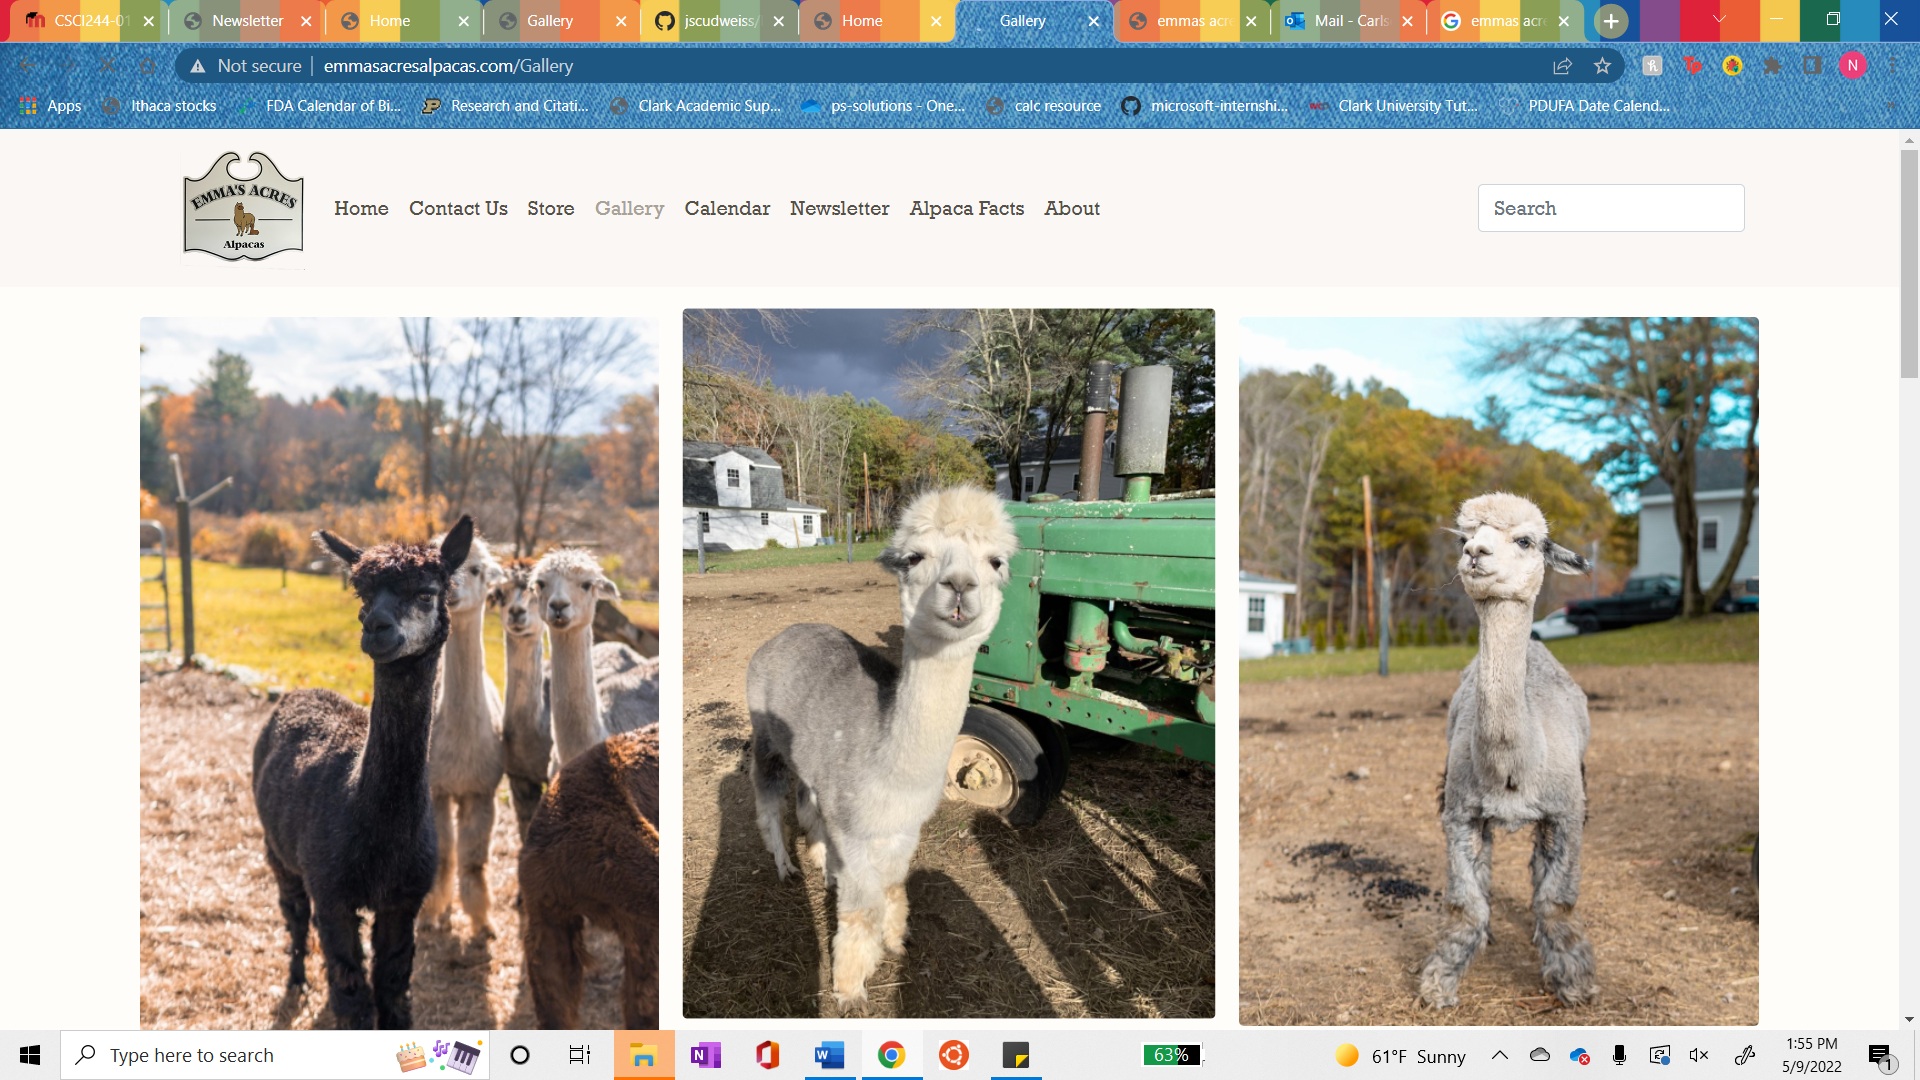 CSCI244-01 Newsletter Home Gallery jscudweiss/ Home Gallery emmas acre Mail - Carls emmas acre
Not secure emmasacresalpacas.com/Gallery N
Apps Ithaca stocks FDA Calendar of Bi... Research and Citati... Clark Academic Sup... ps-solutions - One... calc resource microsoft-internshi... Clark University Tut... PDUFA Date Calend...
EMMA'S ACRES
Alpacas
Home Contact Us Store Gallery Calendar Newsletter Alpaca Facts About Search
Type here to search 63% 61°F Sunny 1:55 PM
5/9/2022 1